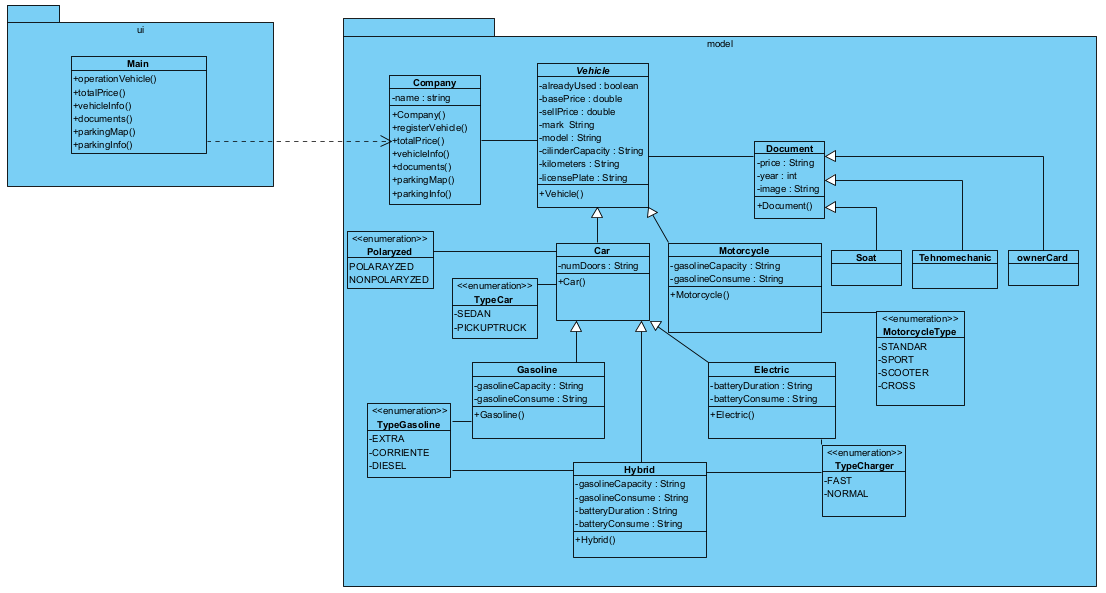 ui
Main
+operationVehicle()
+totalPrice()
+vehicleInfo()
+documents()
+parkingMap()
+parkingInfo()
model
Company
-name : string
+Company()
+registerVehicle()
+totalPrice()
+vehicleInfo()
+documents()
+parkingMap()
+parkingInfo()
Vehicle
-alreadyUsed : boolean
-basePrice : double
-sellPrice : double
-mark String
-model : String
-cilinderCapacity : String
-kilometers : String
-licensePlate : String
+Vehicle()
Document
-price : String
-year : int
-image : String
+Document()
<<enumeration>>
Polaryzed
POLARAYZED
NONPOLARYZED
<<enumeration>>
TypeCar
-SEDAN
-PICKUPTRUCK
Car
-numDoors : String
+Car()
Motorcycle
-gasolineCapacity : String
-gasolineConsume : String
+Motorcycle()
Soat
Tehnomechanic
ownerCard
<<enumeration>>
MotorcycleType
-STANDAR
-SPORT
-SCOOTER
-CROSS
Gasoline
-gasolineCapacity : String
-gasolineConsume : String
+Gasoline()
Electric
-batteryDuration : String
-batteryConsume : String
+Electric()
<<enumeration>>
TypeGasoline
-EXTRA
-CORRIENTE
-DIESEL
Hybrid
-gasolineCapacity : String
-gasolineConsume : String
-batteryDuration : String
-batteryConsume : String
+Hybrid()
<<enumeration>>
TypeCharger
-FAST
-NORMAL